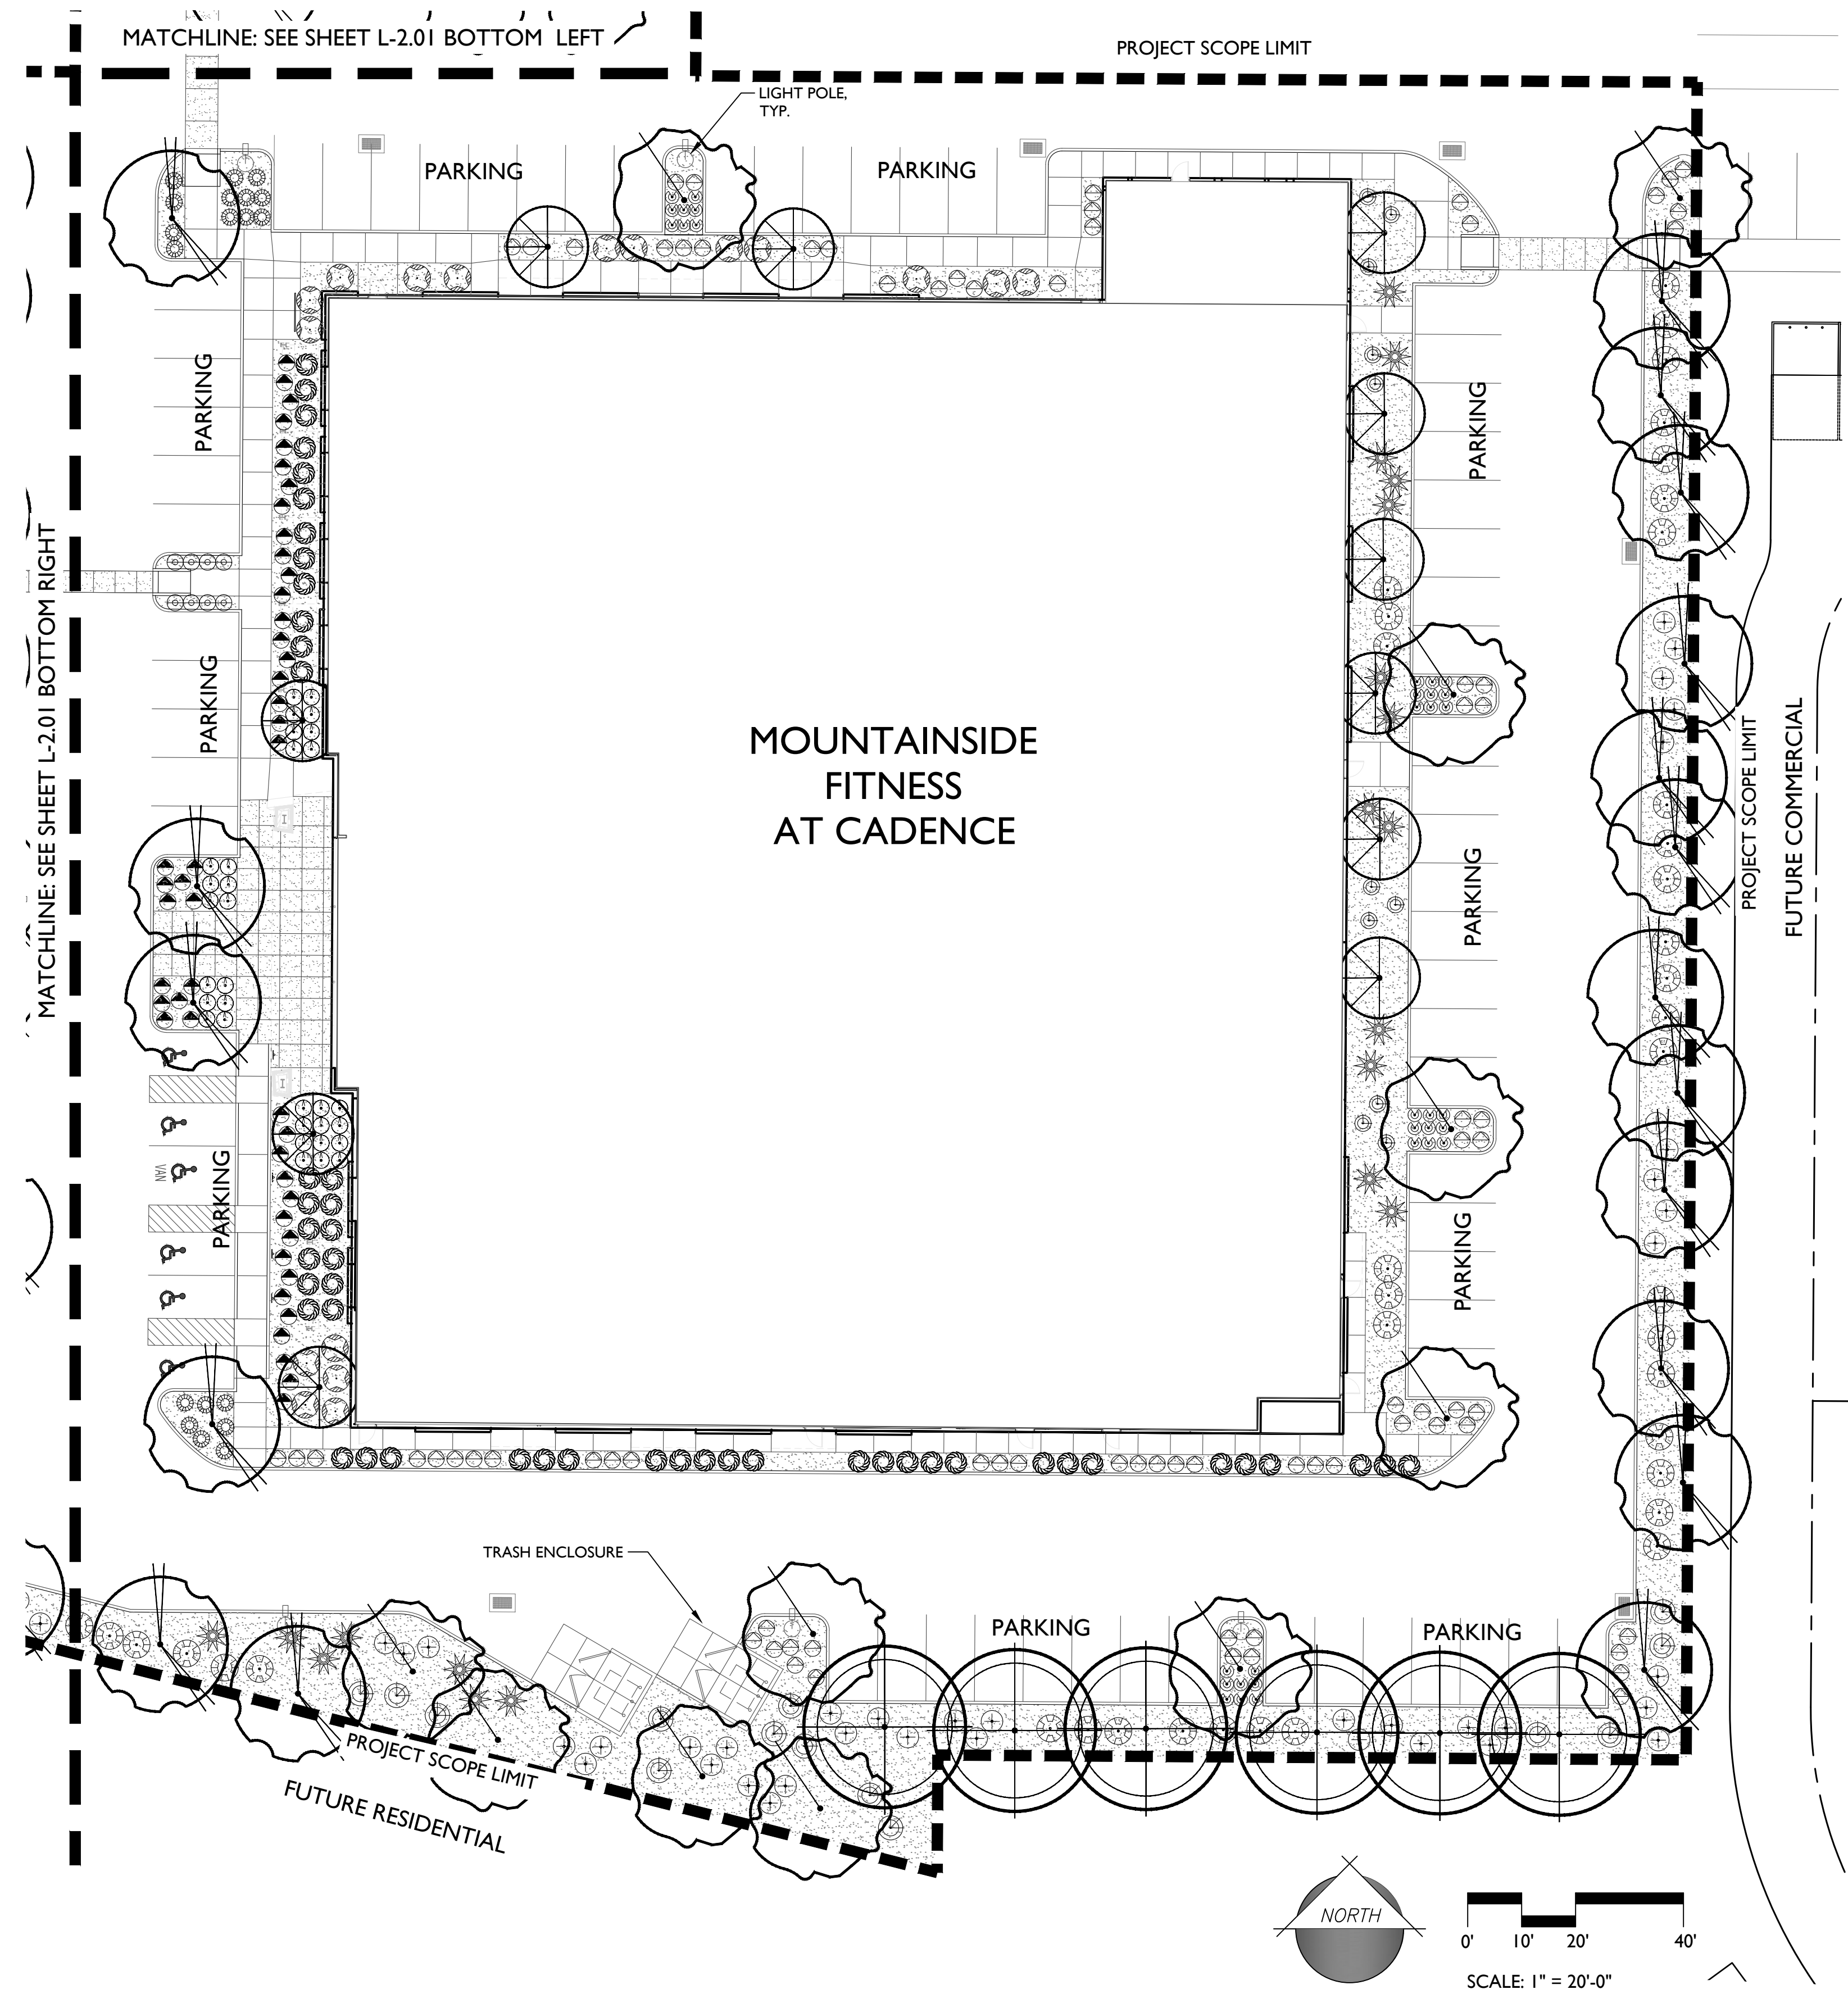 MATCHLINE: SEE SHEET L-2.01 BOTTOM LEFT
PROJECT SCOPE LIMIT
LIGHT POLE,
TYP.
PARKING
PARKING
PARKING
PARKING
MATCHLINE: SEE SHEET L-2.01 BOTTOM RIGHT
PARKING
MOUNTAINSIDE
FITNESS
AT CADENCE
PROJECT SCOPE LIMIT
FUTURE COMMERCIAL
PARKING
VAN
PARKING
PARKING
TRASH ENCLOSURE
PARKING
PARKING
PROJECT SCOPE LIMIT
FUTURE RESIDENTIAL
NORTH
0' 10' 20' 40'
SCALE: 1" = 20'-0"